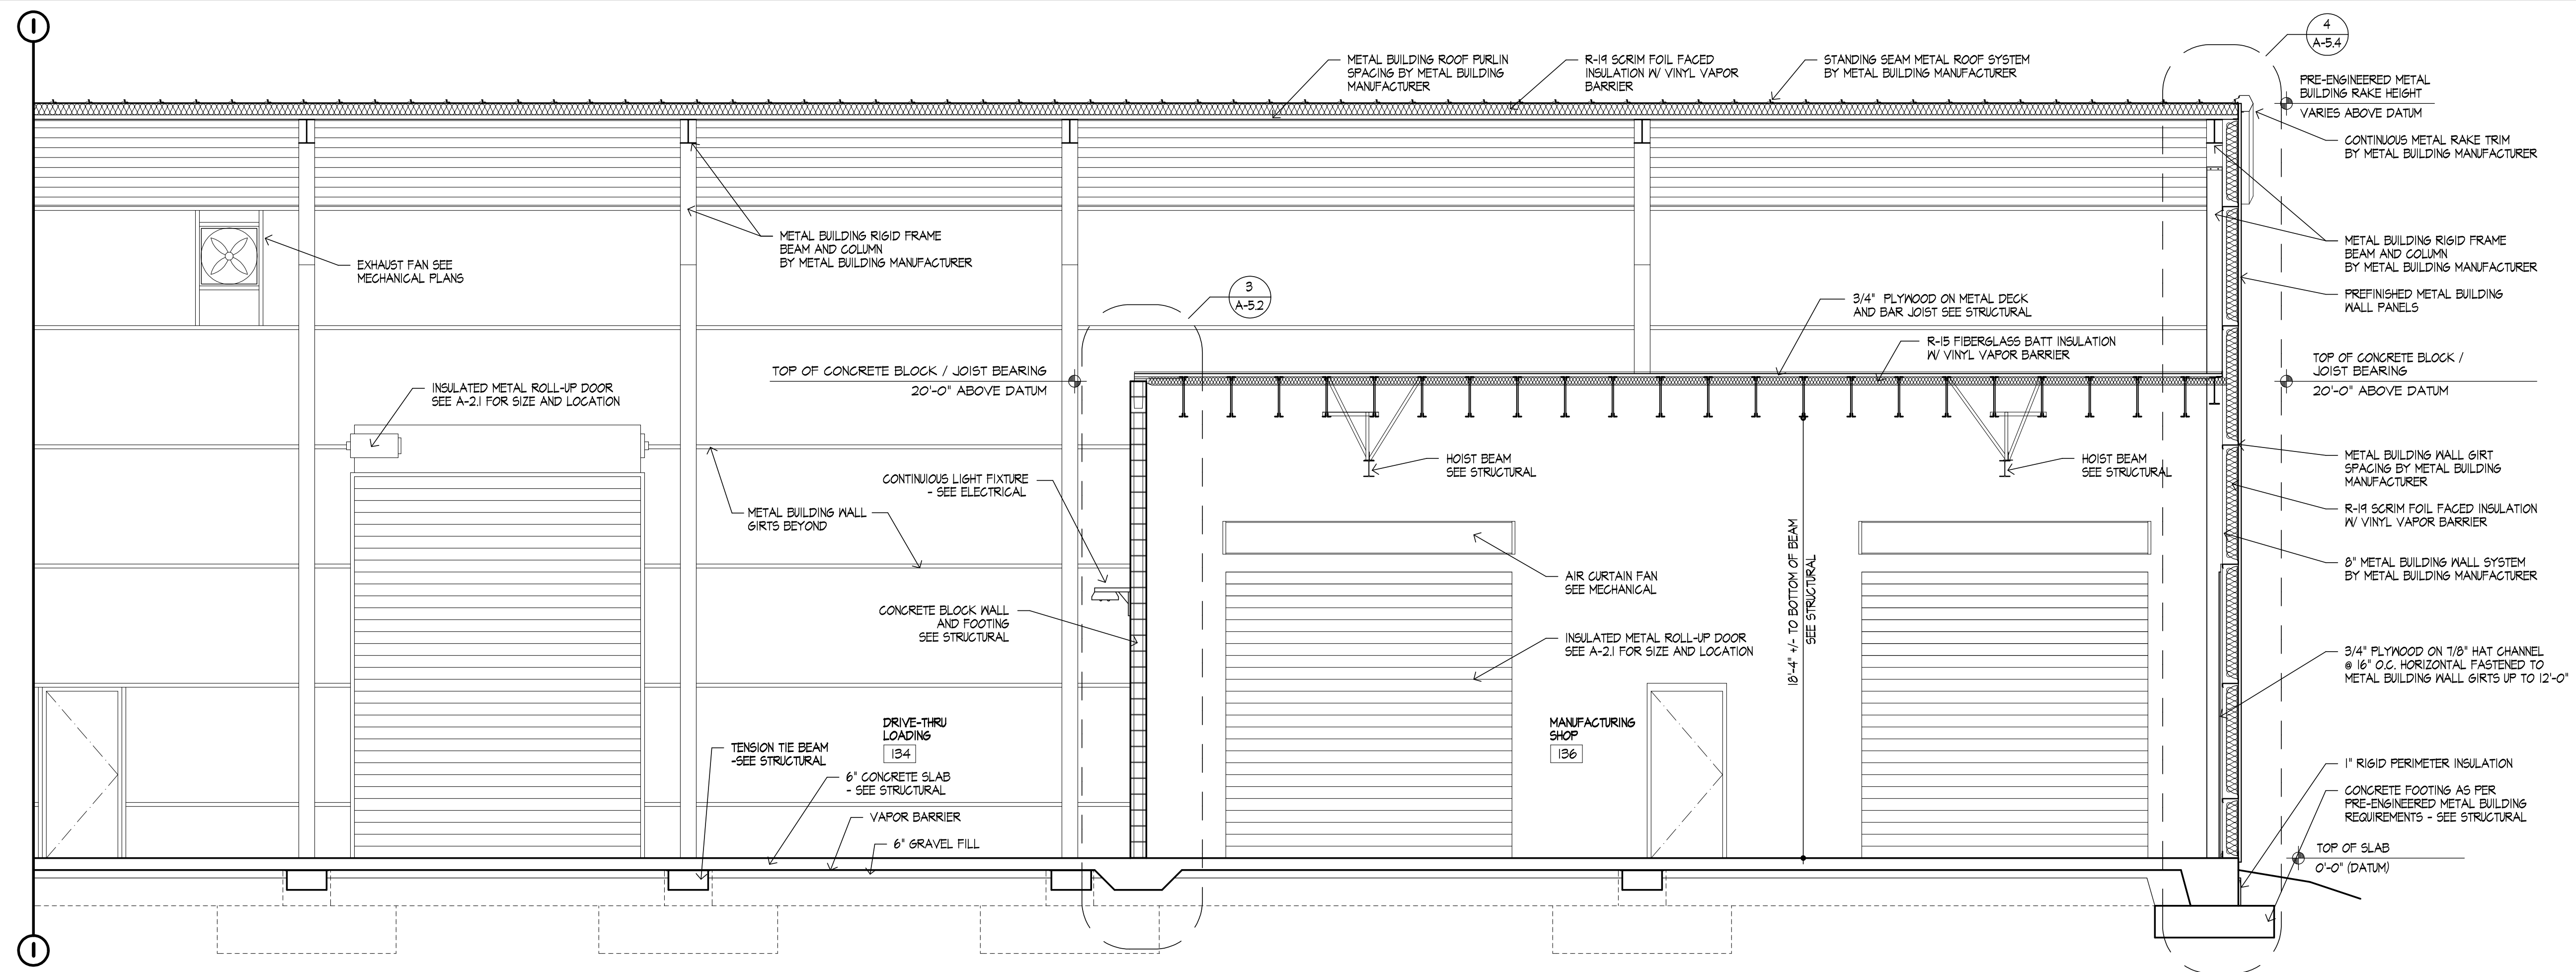 4
A-5.4
METAL BUILDING ROOF PURLIN
SPACING BY METAL BUILDING
MANUFACTURER
R-19 SCRIM FOIL FACED
INSULATION W/ VINYL VAPOR
BARRIER
STANDING SEAM METAL ROOF SYSTEM
BY METAL BUILDING MANUFACTURER
PRE-ENGINEERED METAL
BUILDING RAKE HEIGHT
VARIES ABOVE DATUM
CONTINUOUS METAL RAKE TRIM
BY METAL BUILDING MANUFACTURER
EXHAUST FAN SEE
MECHANICAL PLANS
METAL BUILDING RIGID FRAME
BEAM AND COLUMN
BY METAL BUILDING MANUFACTURER
METAL BUILDING RIGID FRAME
BEAM AND COLUMN
BY METAL BUILDING MANUFACTURER
3
A-5.2
3/4" PLYWOOD ON METAL DECK
AND BAR JOIST SEE STRUCTURAL
PREFINISHED METAL BUILDING
WALL PANELS
R-15 FIBERGLASS BATT INSULATION
W/ VINYL VAPOR BARRIER
TOP OF CONCRETE BLOCK / JOIST BEARING
20'-0" ABOVE DATUM
TOP OF CONCRETE BLOCK /
JOIST BEARING
20'-0" ABOVE DATUM
INSULATED METAL ROLL-UP DOOR
SEE A-2.1 FOR SIZE AND LOCATION
HOIST BEAM
SEE STRUCTURAL
HOIST BEAM
SEE STRUCTURAL
METAL BUILDING WALL GIRT
SPACING BY METAL BUILDING
MANUFACTURER
CONTINUIOUS LIGHT FIXTURE
- SEE ELECTRICAL
METAL BUILDING WALL
GIRTS BEYOND
R-19 SCRIM FOIL FACED INSULATION
W/ VINYL VAPOR BARRIER
18'-4" +/- TO BOTTOM OF BEAM
SEE STRUCTURAL
AIR CURTAIN FAN
SEE MECHANICAL
8" METAL BUILDING WALL SYSTEM
BY METAL BUILDING MANUFACTURER
CONCRETE BLOCK WALL
AND FOOTING
SEE STRUCTURAL
INSULATED METAL ROLL-UP DOOR
SEE A-2.1 FOR SIZE AND LOCATION
3/4" PLYWOOD ON 7/8" HAT CHANNEL
@ 16" O.C. HORIZONTAL FASTENED TO
METAL BUILDING WALL GIRTS UP TO 12'-0"
DRIVE-THRU
LOADING
134
MANUFACTURING
SHOP
136
TENSION TIE BEAM
-SEE STRUCTURAL
6" CONCRETE SLAB
- SEE STRUCTURAL
VAPOR BARRIER
6" GRAVEL FILL
1" RIGID PERIMETER INSULATION
CONCRETE FOOTING AS PER
PRE-ENGINEERED METAL BUILDING
REQUIREMENTS - SEE STRUCTURAL
TOP OF SLAB
0'-0" (DATUM)